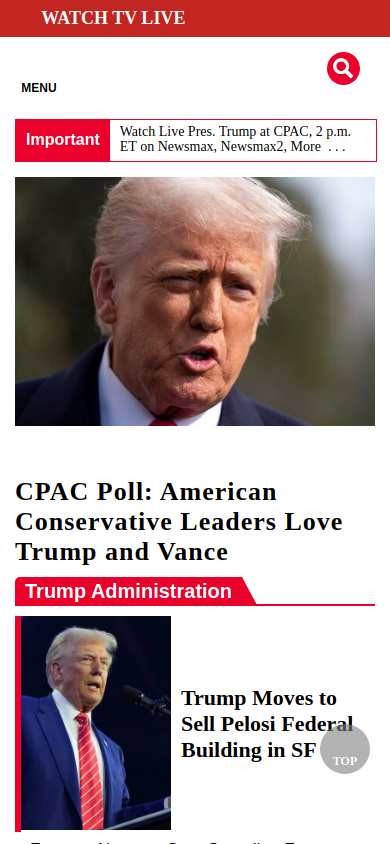 WATCH TV LIVE
MENU
Important
Watch Live Pres. Trump at CPAC, 2 p.m.
ET on Newsmax, Newsmax2, More . . .
CPAC Poll: American
Conservative Leaders Love
Trump and Vance
Trump Administration
Trump Moves to
Sell Pelosi Federal
Building in SF
TOP